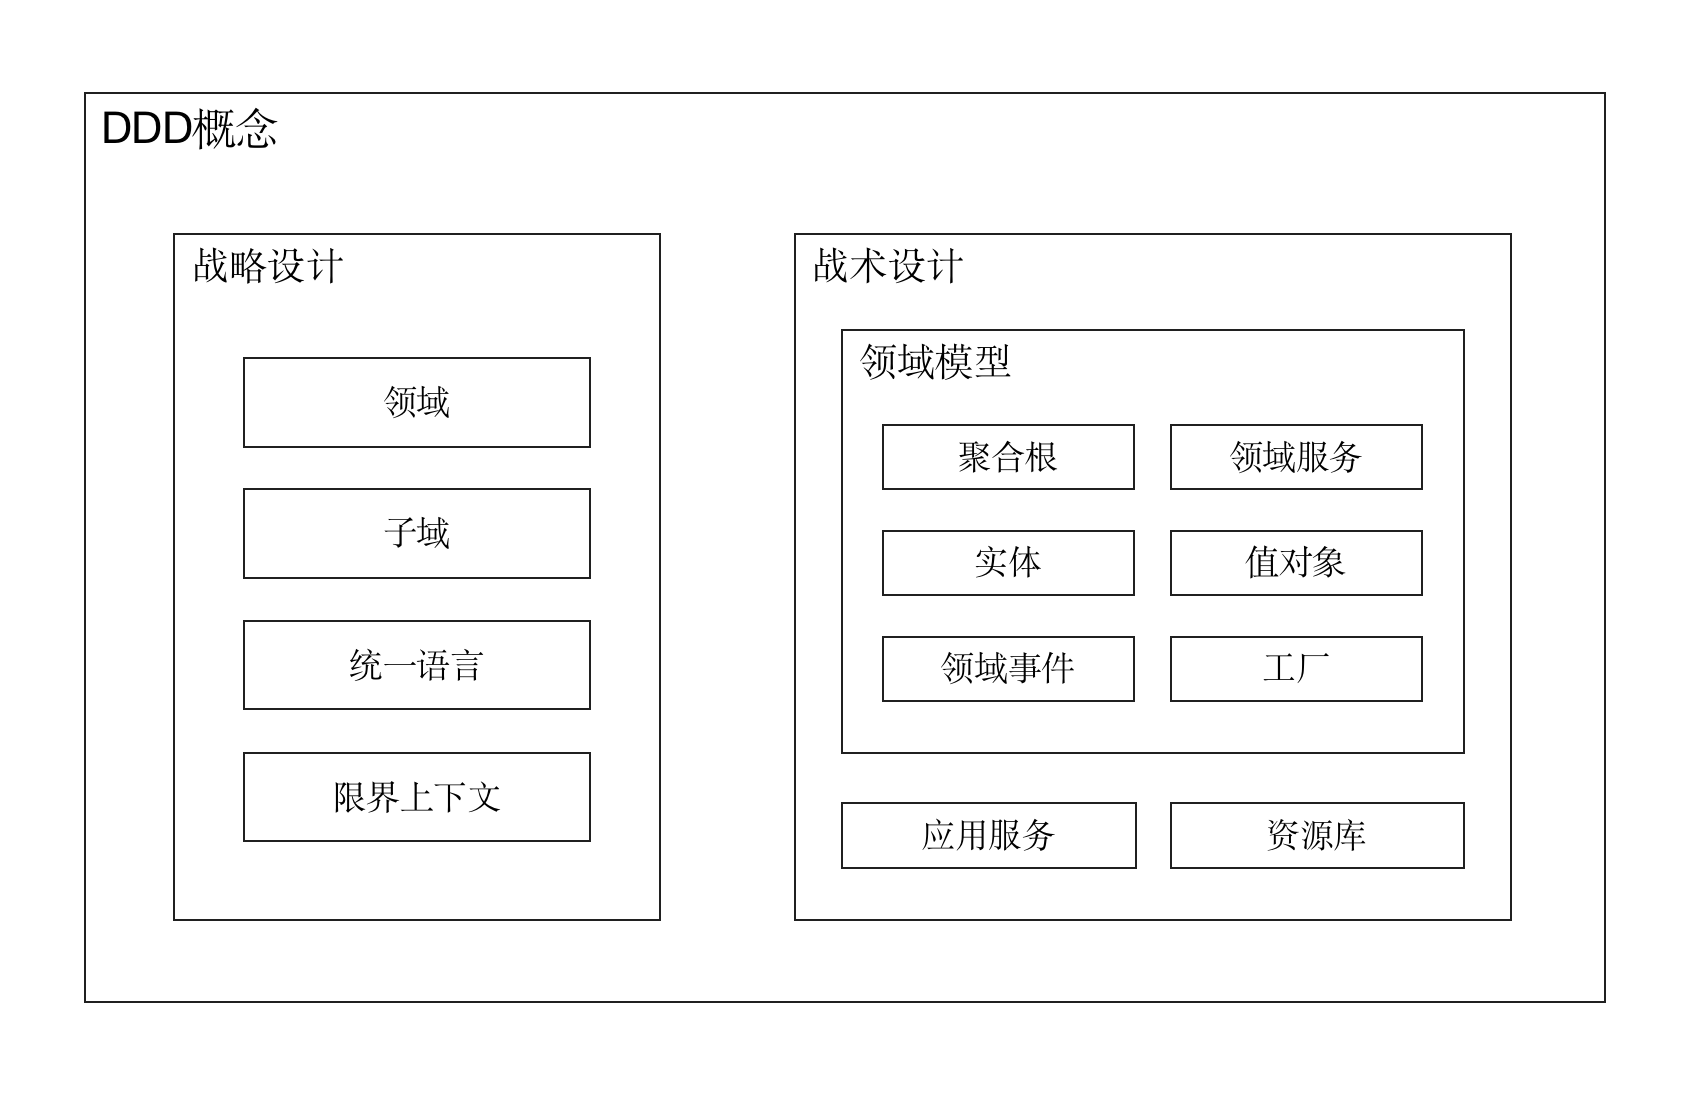 DDD概念
战略设计
领域
子域
统一语言
限界上下文
战术设计
领域模型
聚合根
领域服务
实体
值对象
领域事件
工厂
应用服务
资源库